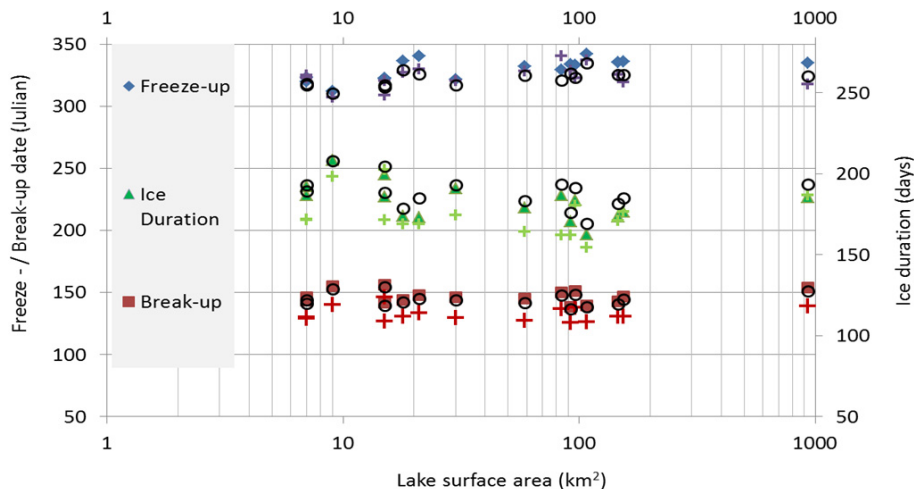 1 10 100 1000
350
300
250
200
150
100
50
Freeze - / Break-up date (Julian)
Freeze-up
Ice
Duration
Break-up
250
200
150
100
50
Ice duration (days)
1 10 100 1000
Lake surface area (km²)